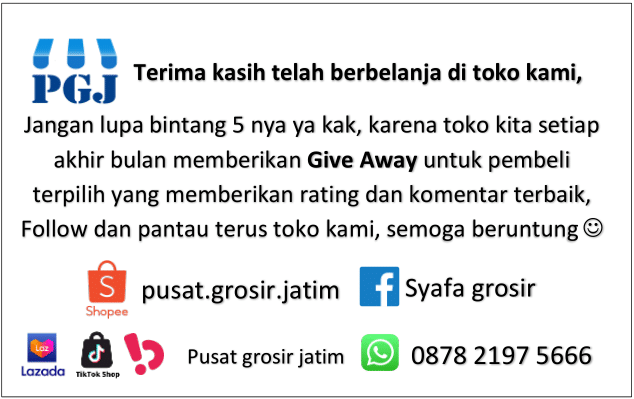 PGJ
Terima kasih telah berbelanja di toko kami,
Jangan lupa bintang 5 nya ya kak, karena toko kita setiap
akhir bulan memberikan Give Away untuk pembeli
terpilih yang memberikan rating dan komentar terbaik,
Follow dan pantau terus toko kami, semoga beruntung☺
S
Shopee
pusat.grosir.jatim
f
Syafa grosir
Laz
Lazada
TikTok Shop
Pusat grosir jatim
0878 2197 5666